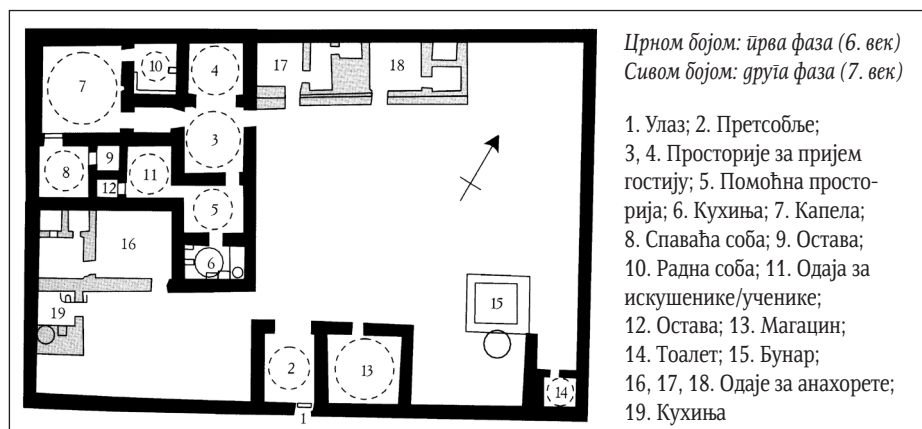 Црном бојом: прва фаза (6. век)
Сивом бојом: друга фаза (7. век)
1. Улаз; 2. Претсобље;
3, 4. Просторије за пријем
гостију; 5. Помоћна просто-
рија; 6. Кухиња; 7. Капела;
8. Спаваћа соба; 9. Остава;
10. Радна соба; 11. Одаја за
искушенике/ученике;
12. Остава; 13. Магацин;
14. Тоалет; 15. Бунар;
16, 17, 18. Одаје за анахорете;
19. Кухиња
10
4
17
18
7
3
9
8
11
12
5
16
6
15
19
2
13
14
1